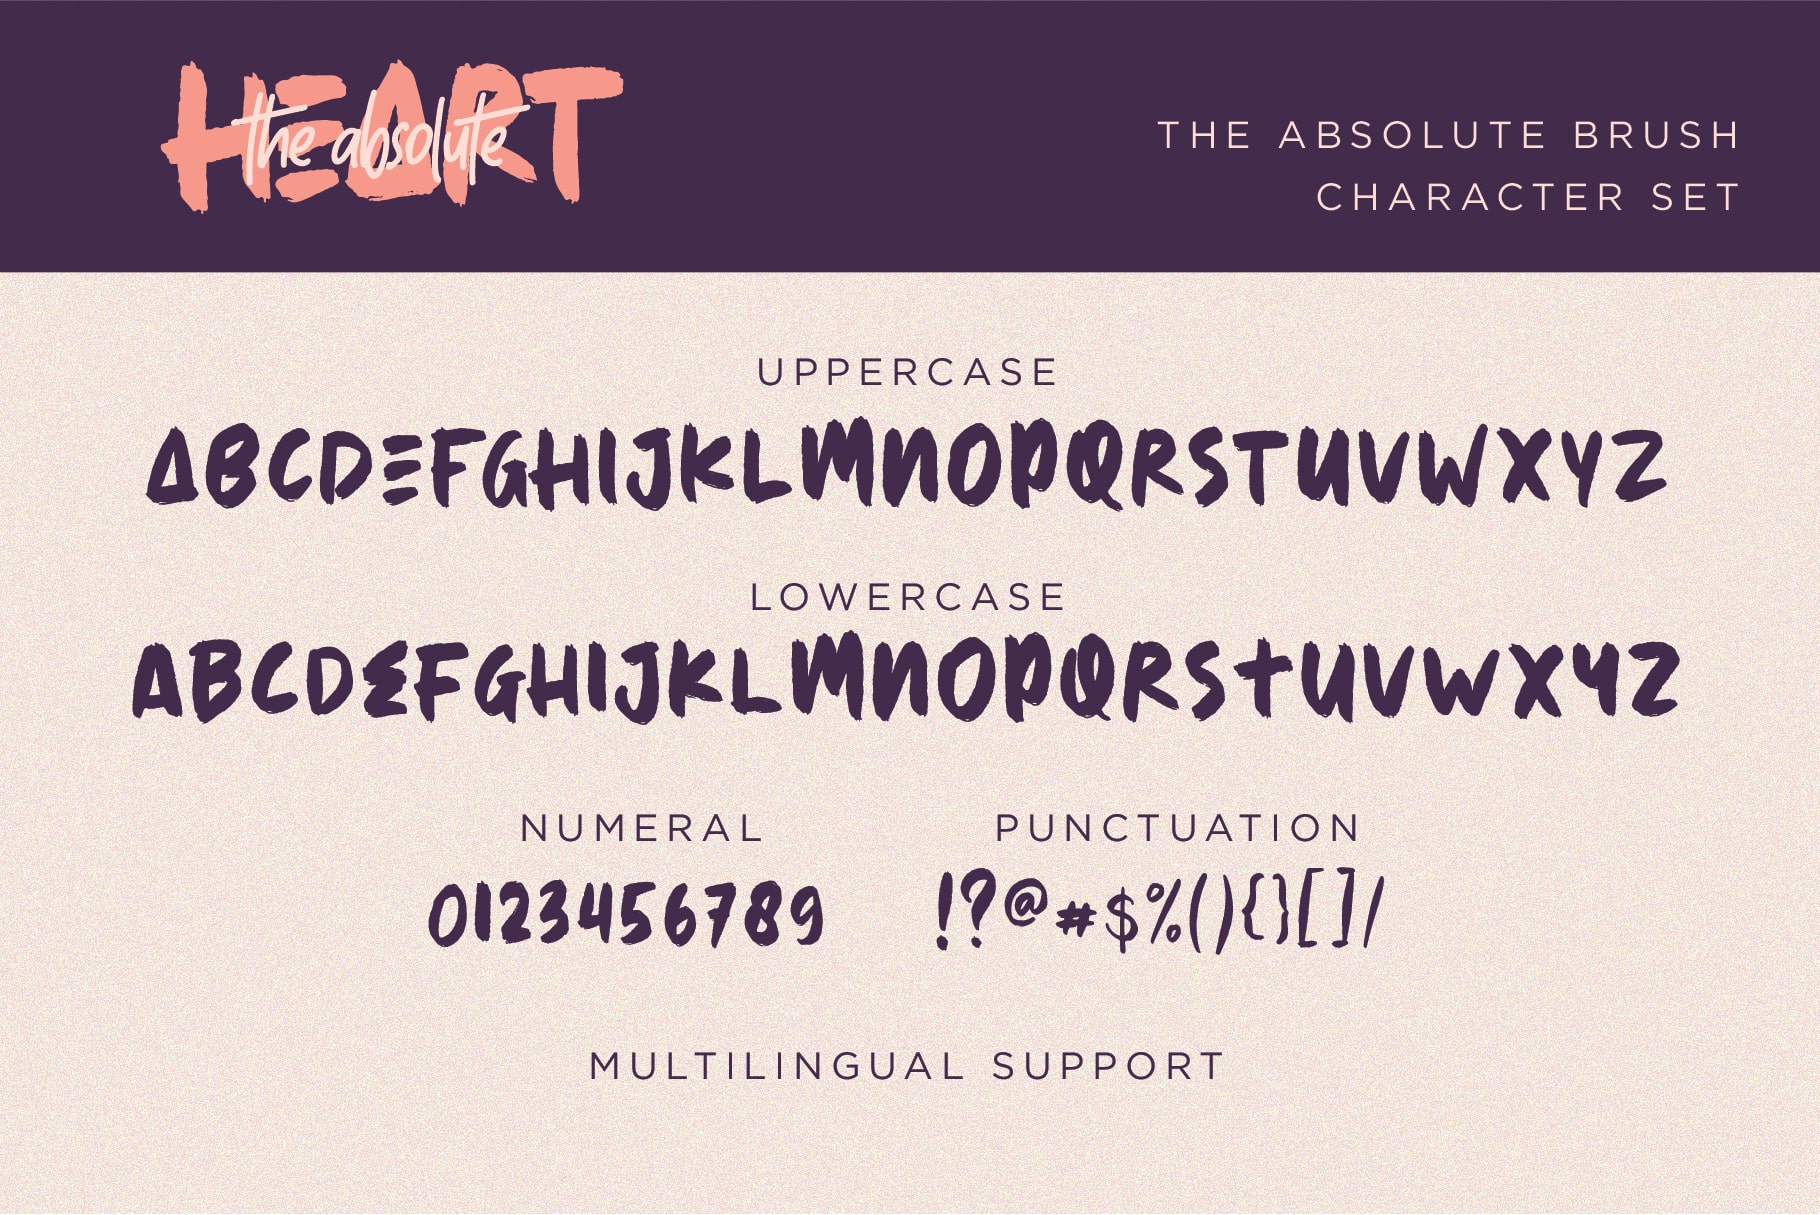 HEART
the absolute
THE ABSOLUTE BRUSH
CHARACTER SET
UPPERCASE
ABCDEFGHIJKLMNOPQRSTUVWXYZ
LOWERCASE
ABCDEFGHIJKLMNOPQRStUVWXYZ
NUMERAL
0123456789
PUNCTUATION
!?@#$%(){}[]/
MULTILINGUAL SUPPORT